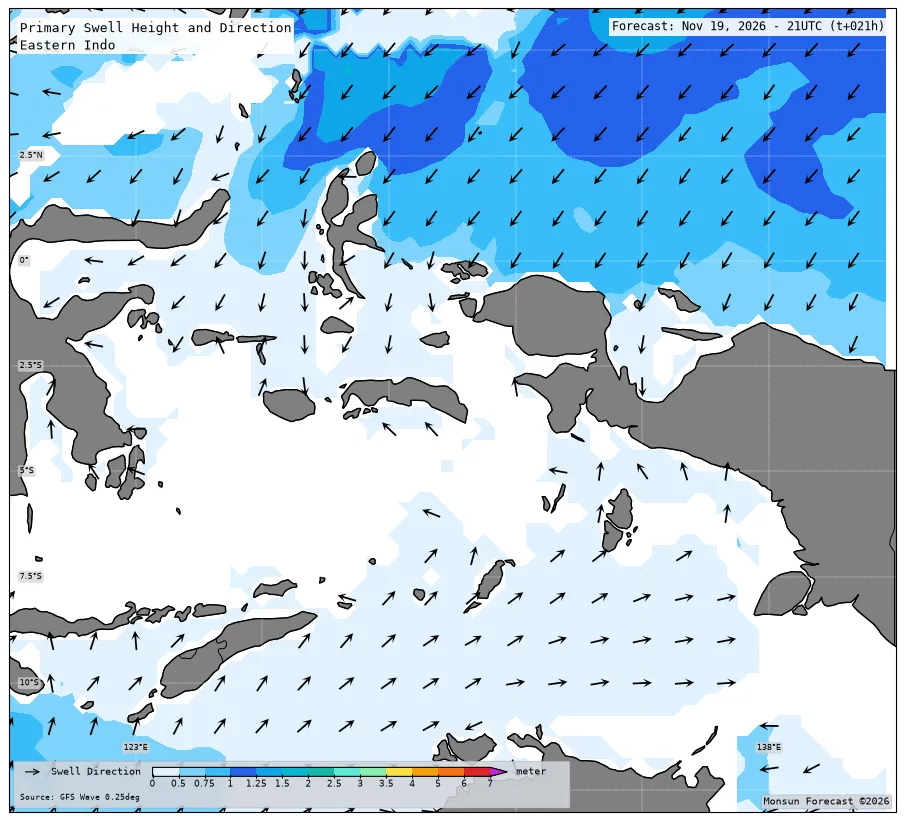 Primary Swell Height and Direction
Eastern Indo
Forecast: Nov 19, 2026 - 21UTC (t+021h)
2.5°N
0°
2.5°S
5°S
7.5°S
10°S
123°E
138°E
Swell Direction
0 0.5 0.75 1 1.25 1.5 2 2.5 3 3.5 4 5 6 7
meter
Source: GFS Wave 0.25deg
Monsun Forecast ©2026